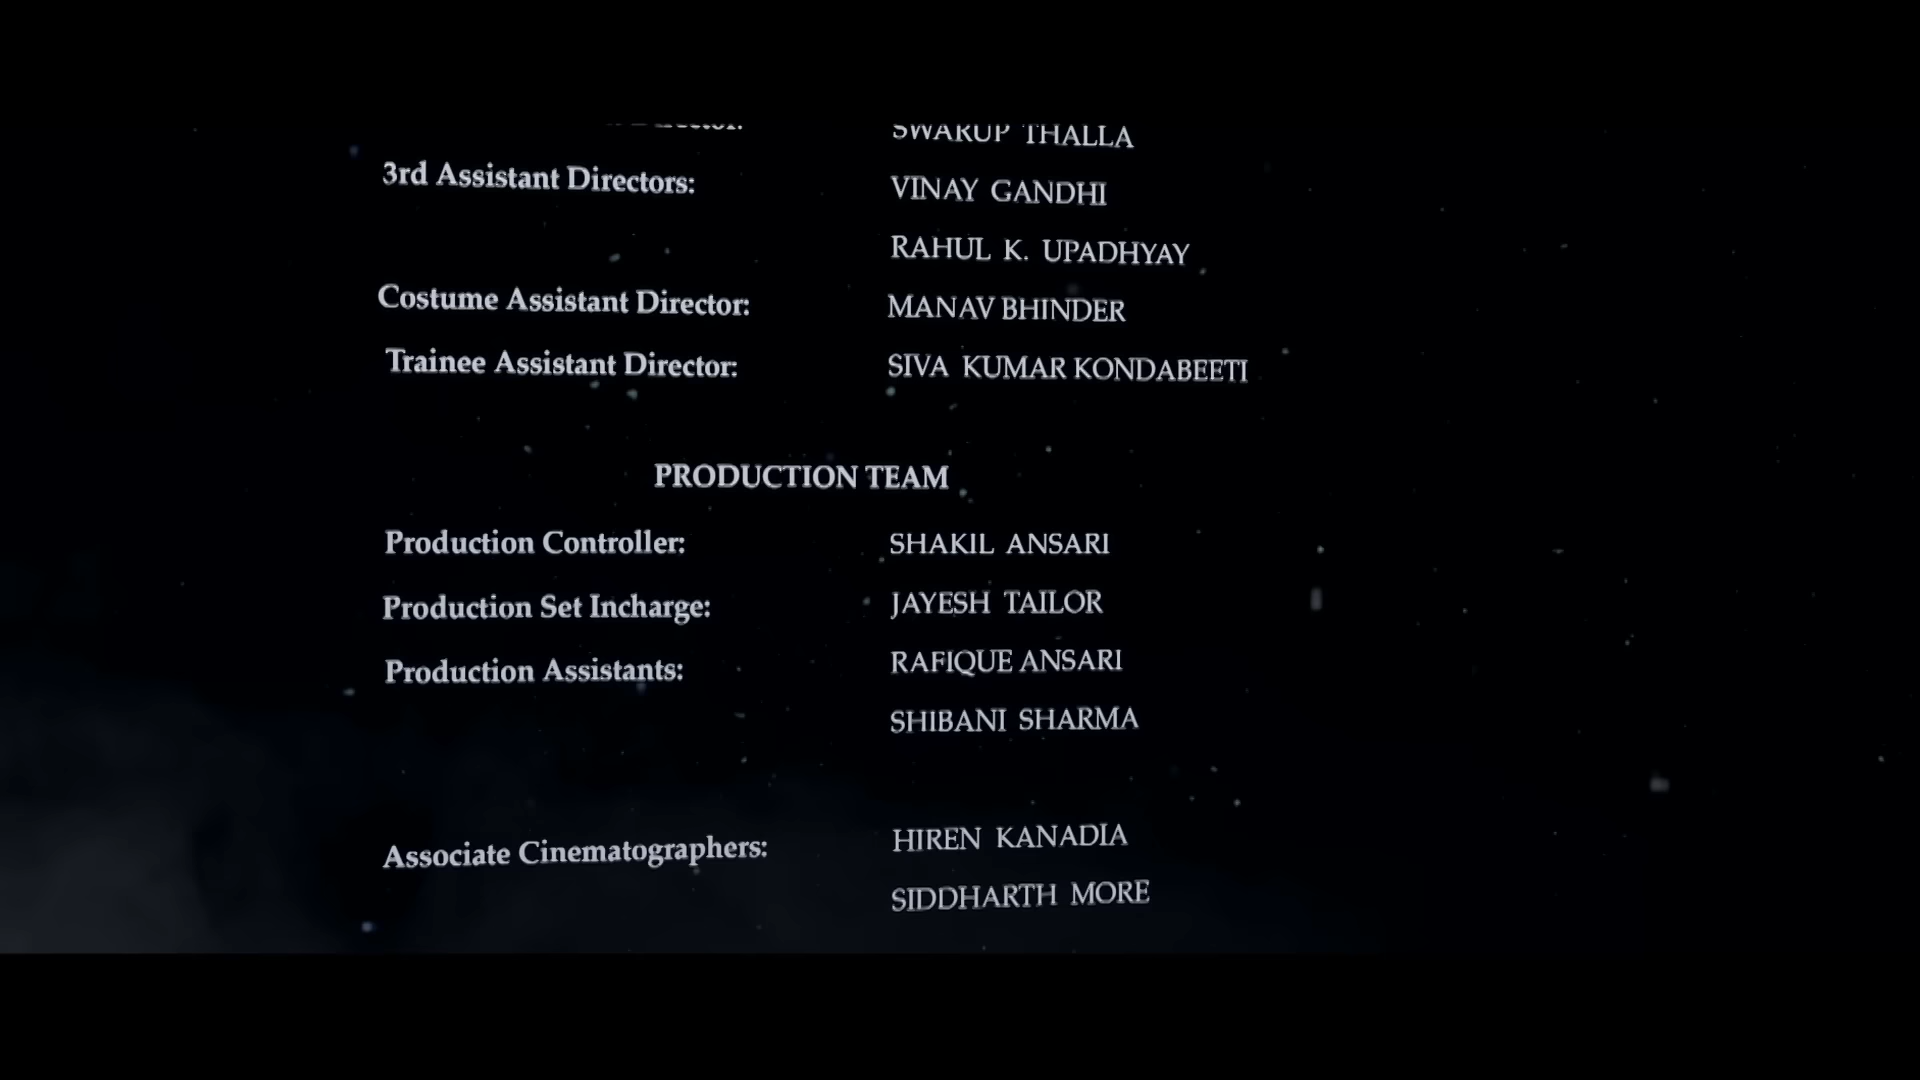 SWARUP THALLA
3rd Assistant Directors: VINAY GANDHI
RAHUL K. UPADHYAY
Costume Assistant Director: MANAV BHINDER
Trainee Assistant Director: SIVA KUMAR KONDABEETI
PRODUCTION TEAM
Production Controller: SHAKIL ANSARI
Production Set Incharge: JAYESH TAILOR
Production Assistants: RAFIQUE ANSARI
SHIBANI SHARMA
Associate Cinematographers: HIREN KANADIA
SIDDHARTH MORE